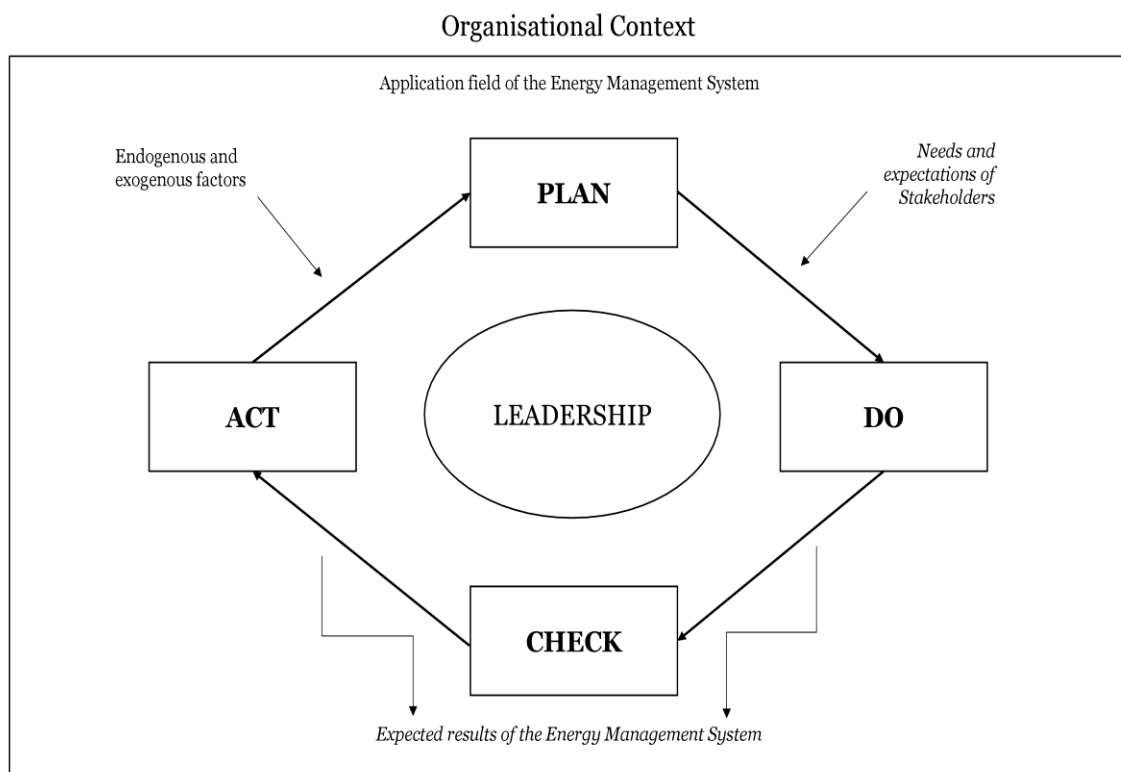 Organisational Context
Application field of the Energy Management System
Endogenous and
exogenous factors
Needs and
expectations of
Stakeholders
PLAN
ACT
LEADERSHIP
DO
CHECK
Expected results of the Energy Management System